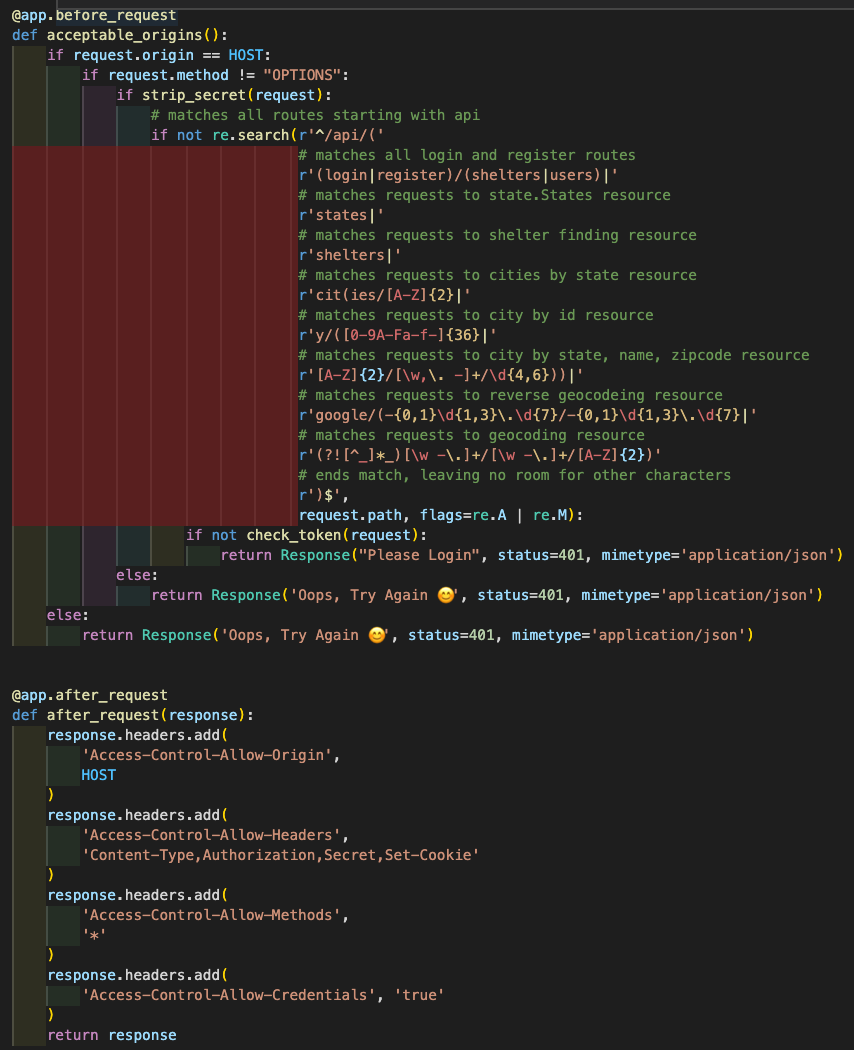 @app.before_request
def acceptable_origins():
if request.origin == HOST:
if request.method != "OPTIONS":
if strip_secret(request):
# matches all routes starting with api
if not re.search(r'^/api/('
# matches all login and register routes
r'(login|register)/(shelters|users)|'
# matches requests to state.States resource
r'states|'
# matches requests to shelter finding resource
r'shelters|'
# matches requests to cities by state resource
r'cit(ies/[A-Z]{2}|'
# matches requests to city by id resource
r'y/([0-9A-Fa-f-]{36}|'
# matches requests to city by state, name, zipcode resource
r'[A-Z]{2}/[\w,\. -]+/\d{4,6}))|'
# matches requests to reverse geocodeing resource
r'google/(-{0,1}\d{1,3}\.\d{7}/-{0,1}\d{1,3}\.\d{7}|'
# matches requests to geocoding resource
r'(?![^_]*_)[\w -\.]+/[\w -\.]+/[A-Z]{2})'
# ends match, leaving no room for other characters
r')$',
request.path, flags=re.A | re.M):
if not check_token(request):
return Response("Please Login", status=401, mimetype='application/json')
else:
return Response('Oops, Try Again 😊', status=401, mimetype='application/json')
else:
return Response('Oops, Try Again 😊', status=401, mimetype='application/json')
@app.after_request
def after_request(response):
response.headers.add(
'Access-Control-Allow-Origin',
HOST
)
response.headers.add(
'Access-Control-Allow-Headers',
'Content-Type,Authorization,Secret,Set-Cookie'
)
response.headers.add(
'Access-Control-Allow-Methods',
'*'
)
response.headers.add(
'Access-Control-Allow-Credentials', 'true'
)
return response